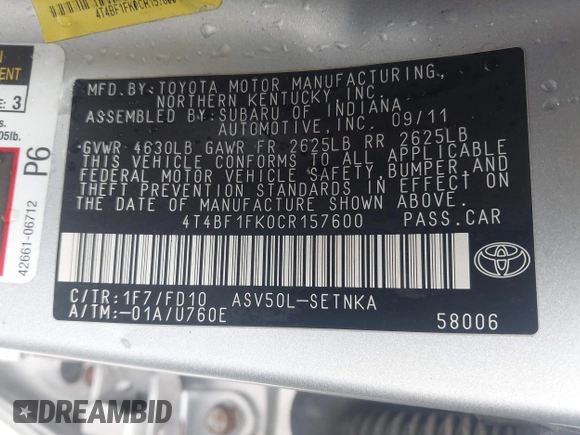 4T4BF1FK0CR157600
MFD.BY:TOYOTA MOTOR MANUFACTURING,
NORTHERN KENTUCKY INC.
ASSEMBLED BY:SUBARU OF INDIANA
AUTOMOTIVE,INC. 09/11
GVWR 4630LB GAWR FR 2625LB RR 2625LB
THIS VEHICLE CONFORMS TO ALL APPLICABLE
FEDERAL MOTOR VEHICLE SAFETY,BUMPER,AND
THEFT PREVENTION STANDARDS IN EFFECT ON
THE DATE OF MANUFACTURE SHOWN ABOVE.
4T4BF1FK0CR157600 PASS.CAR
C/TR:1F7/FD10 ASV50L-SETNKA
A/TM:-01A/U760E
58006
TOYOTA
3
P6
42661-06712
DREAMBID